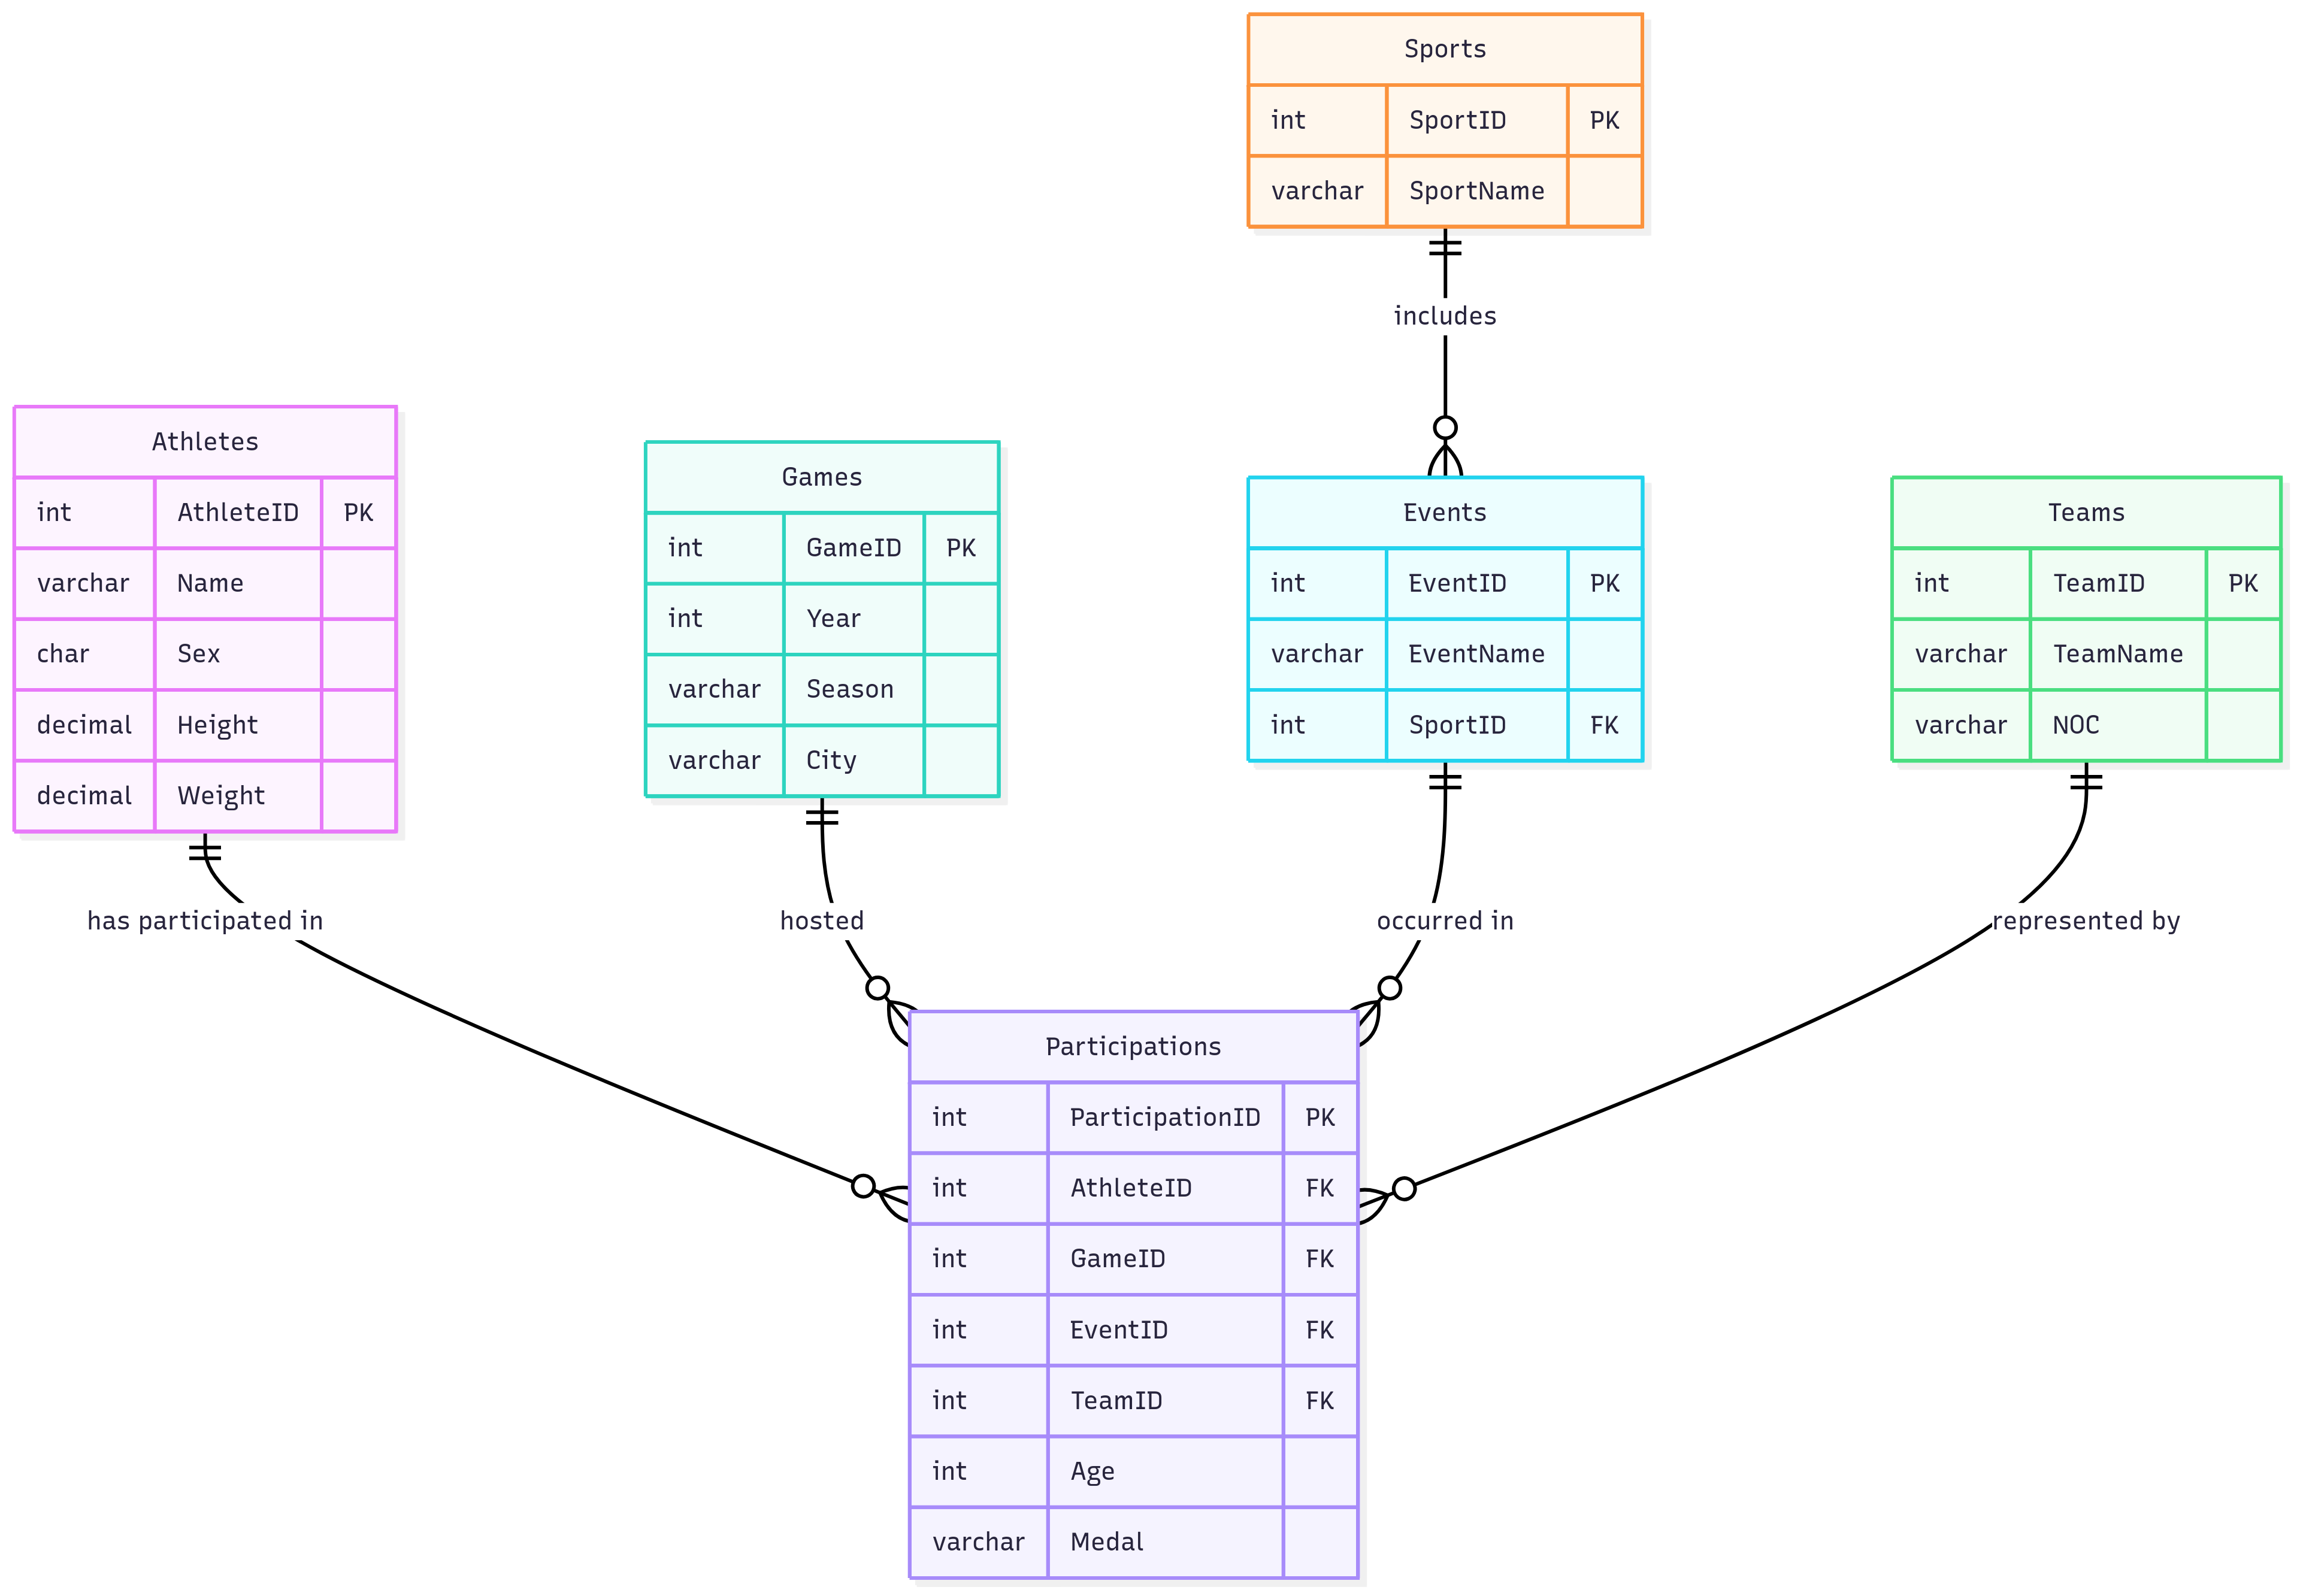 Sports
int SportID PK
varchar SportName
includes
Athletes
int AthleteID PK
varchar Name
char Sex
decimal Height
decimal Weight
Games
int GameID PK
int Year
varchar Season
varchar City
Events
int EventID PK
varchar EventName
int SportID FK
Teams
int TeamID PK
varchar TeamName
varchar NOC
has participated in
hosted
occurred in
represented by
Participations
int ParticipationID PK
int AthleteID FK
int GameID FK
int EventID FK
int TeamID FK
int Age
varchar Medal